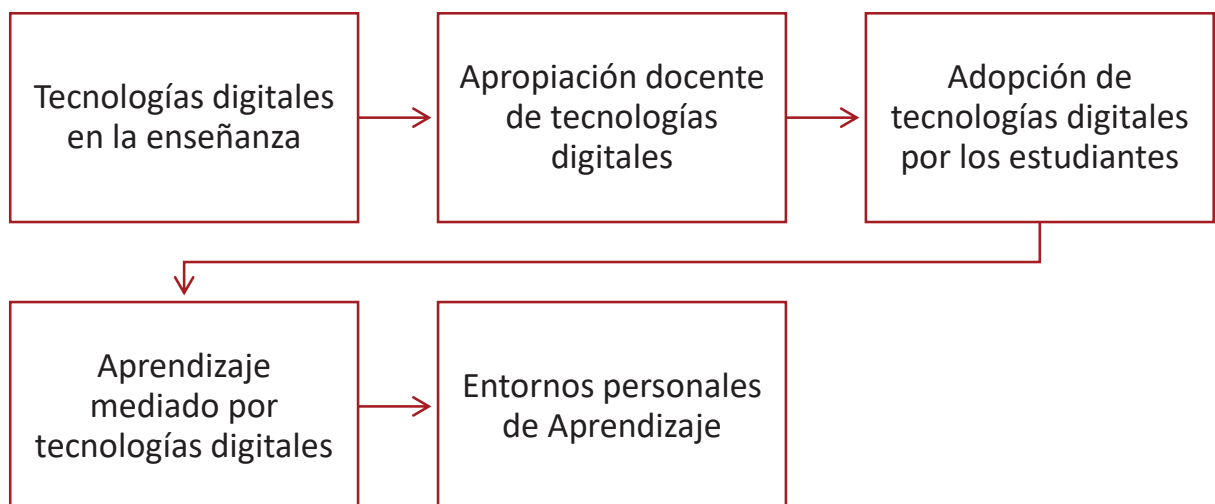 Tecnologías digitales
en la enseñanza
Apropiación docente
de tecnologías
digitales
Adopción de
tecnologías digitales
por los estudiantes
Aprendizaje
mediado por
tecnologías digitales
Entornos personales
de Aprendizaje